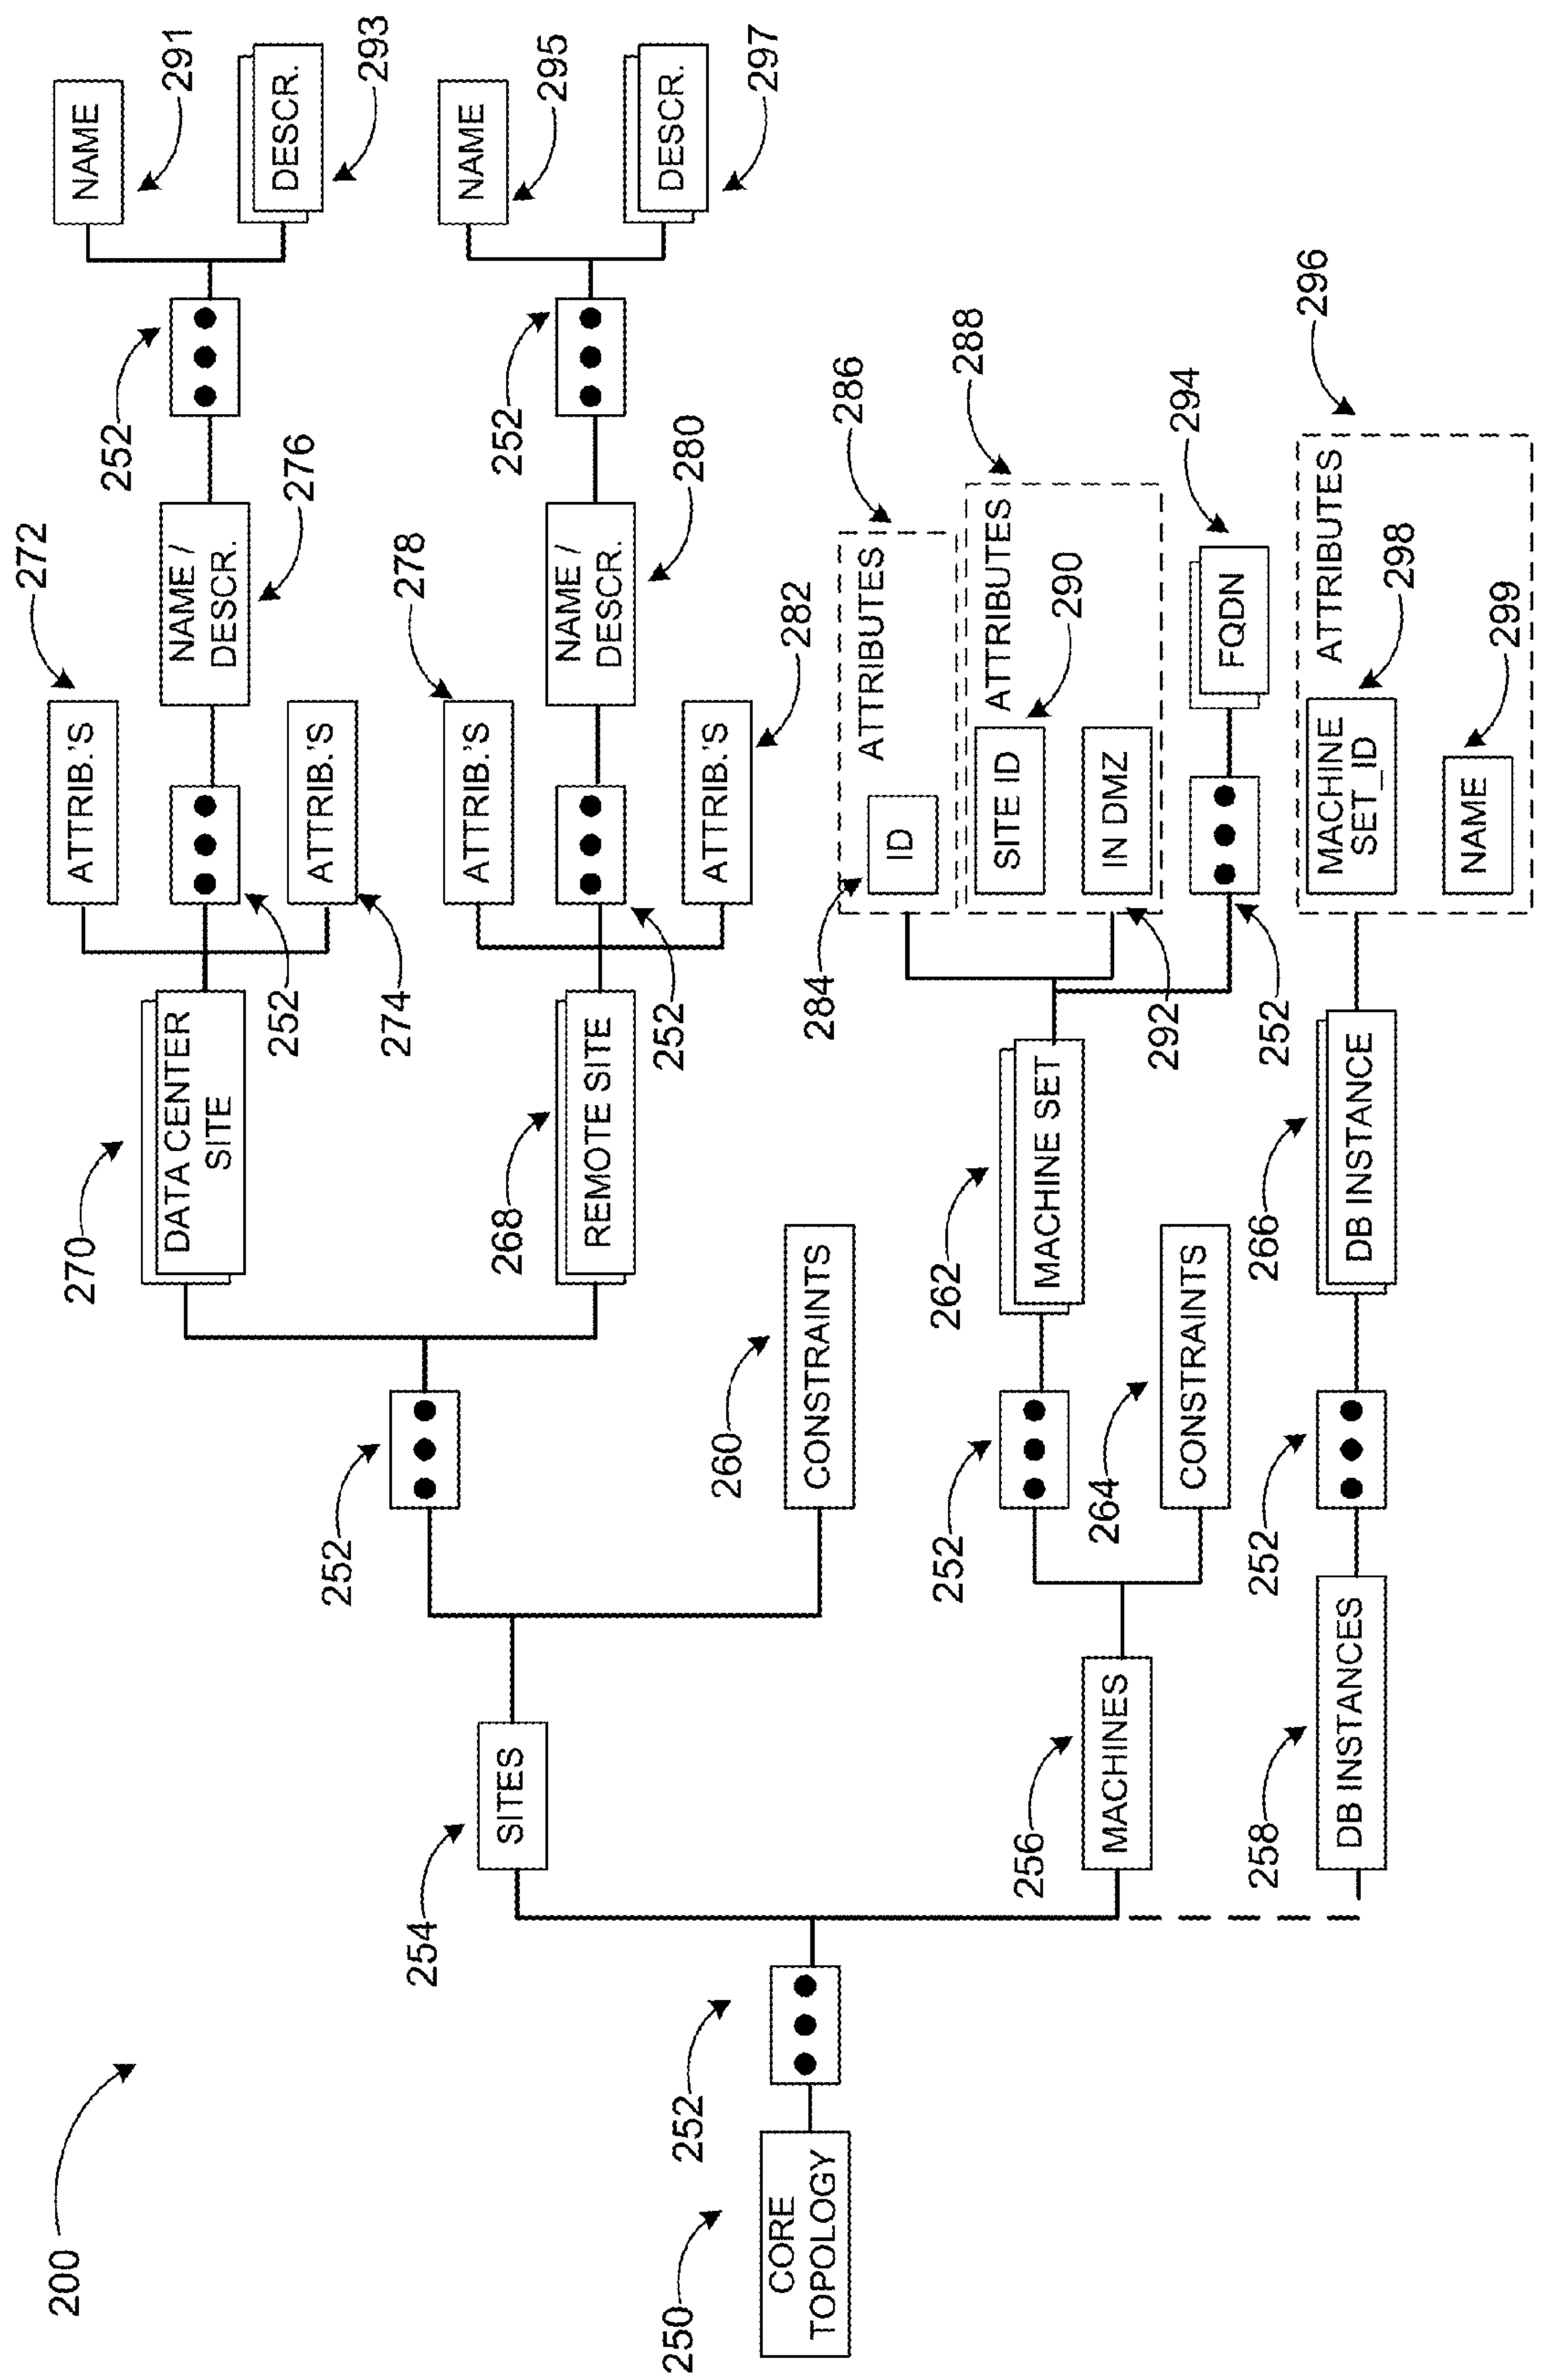 200
272
ATTRIB.'S
252
NAME
291
270
DATA CENTER
SITE
252
NAME /
DESCR.
276
252
274
ATTRIB.'S
DESCR.
293
278
ATTRIB.'S
252
NAME
295
252
268
REMOTE SITE
252
NAME /
DESCR.
280
ATTRIB.'S
282
DESCR.
297
254
SITES
260
CONSTRAINTS
250
CORE
TOPOLOGY
252
284
ID
ATTRIBUTES
286
252
262
MACHINE SET
SITE ID
290
ATTRIBUTES
288
256
MACHINES
264
CONSTRAINTS
292
IN DMZ
252
FQDN
294
258
DB INSTANCES
252
266
DB INSTANCE
MACHINE
SET_ID
298
ATTRIBUTES
296
NAME
299